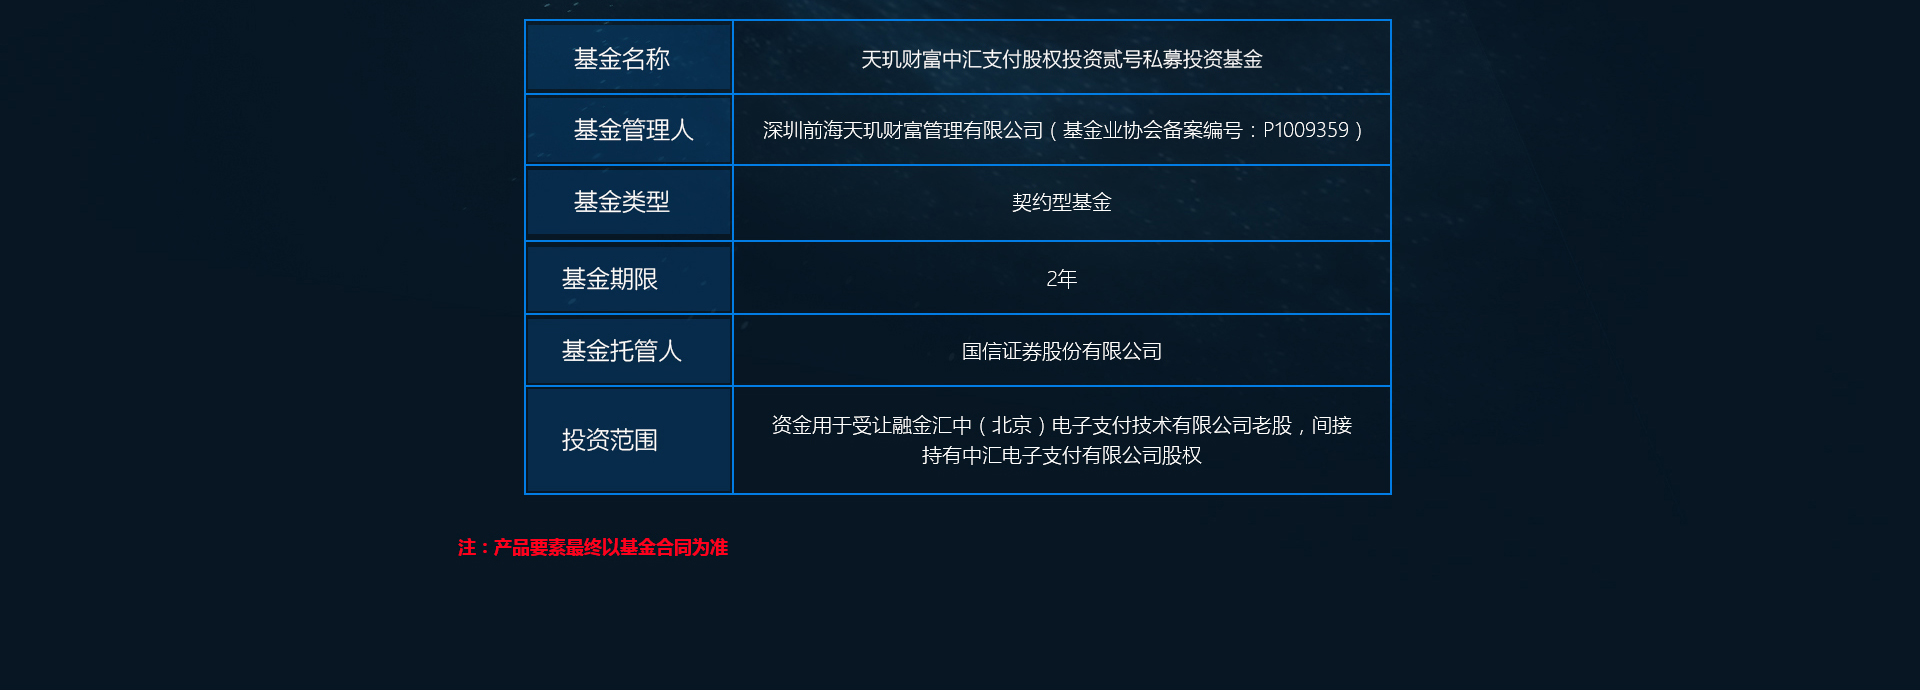 基金名称
天玑财富中汇支付股权投资贰号私募投资基金
基金管理人
深圳前海天玑财富管理有限公司（基金业协会备案编号：P1009359）
基金类型
契约型基金
基金期限
2年
基金托管人
国信证券股份有限公司
投资范围
资金用于受让融金汇中（北京）电子支付技术有限公司老股，间接
持有中汇电子支付有限公司股权
注：产品要素最终以基金合同为准